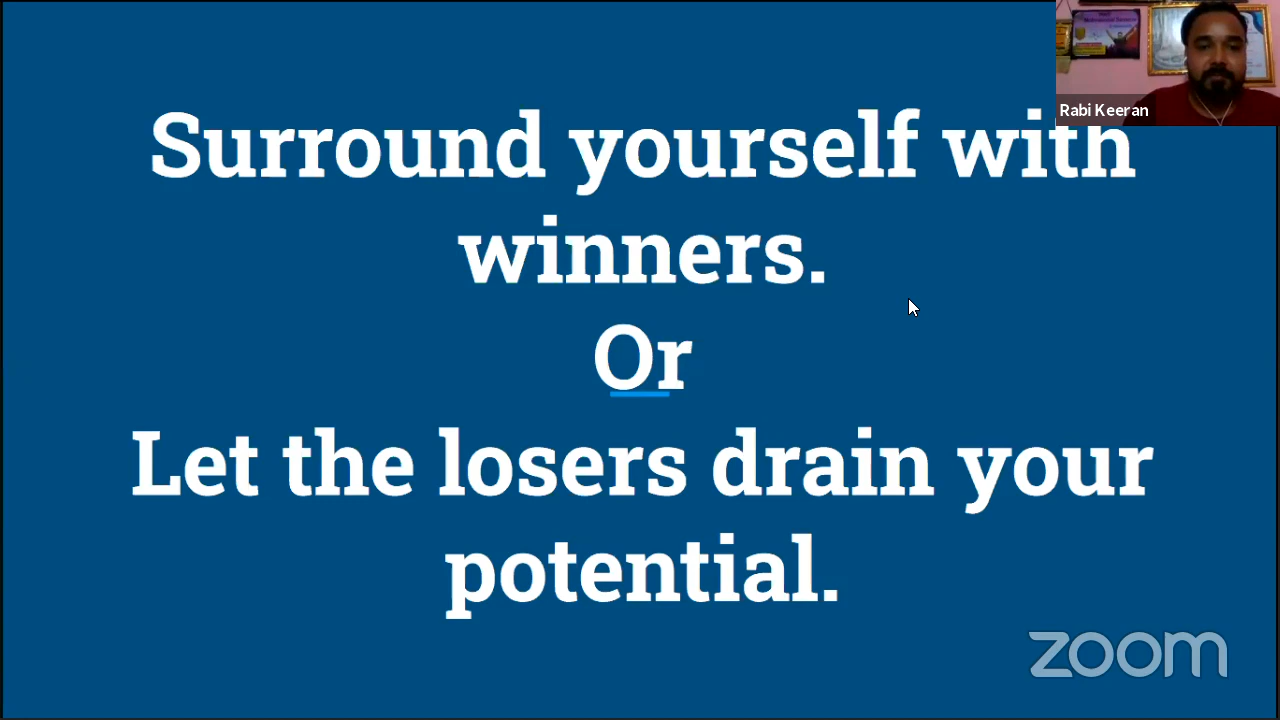 Surround yourself with
winners.
Or
Let the losers drain your
potential.
Rabi Keeran
zoom